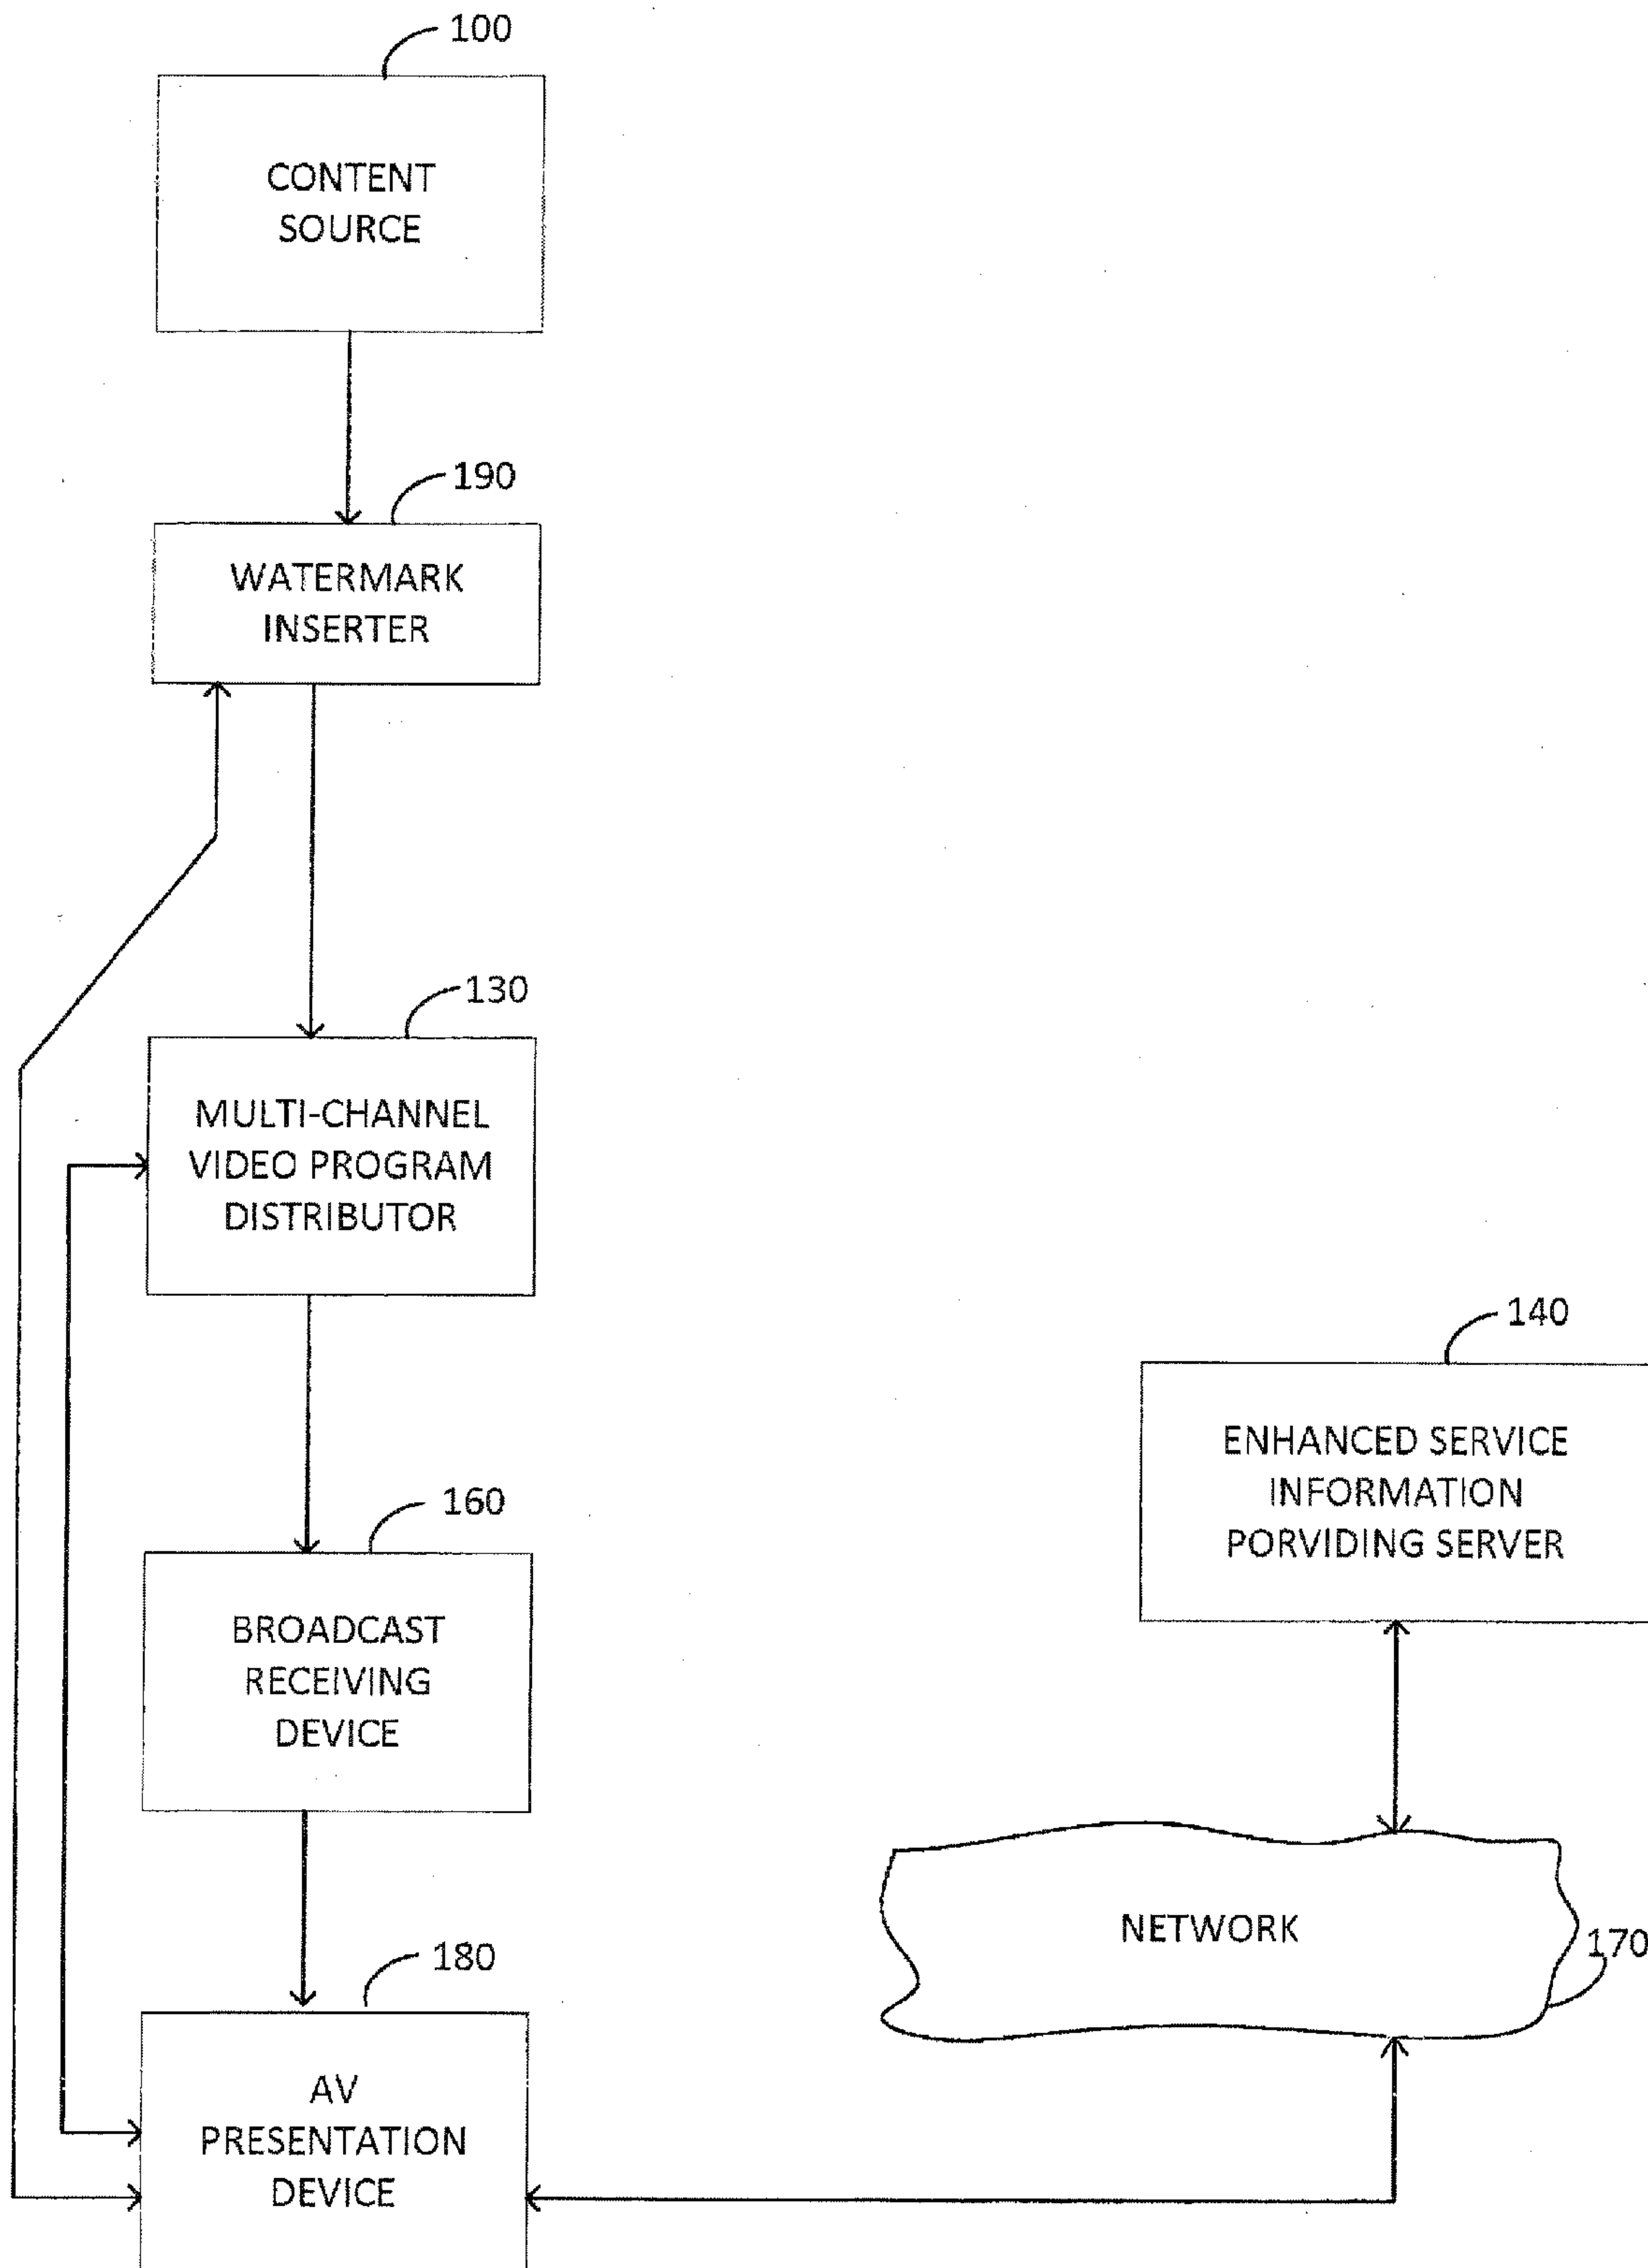 100
CONTENT
SOURCE
190
WATERMARK
INSERTER
130
MULTI-CHANNEL
VIDEO PROGRAM
DISTRIBUTOR
140
ENHANCED SERVICE
INFORMATION
PORVIDING SERVER
160
BROADCAST
RECEIVING
DEVICE
NETWORK
170
180
AV
PRESENTATION
DEVICE